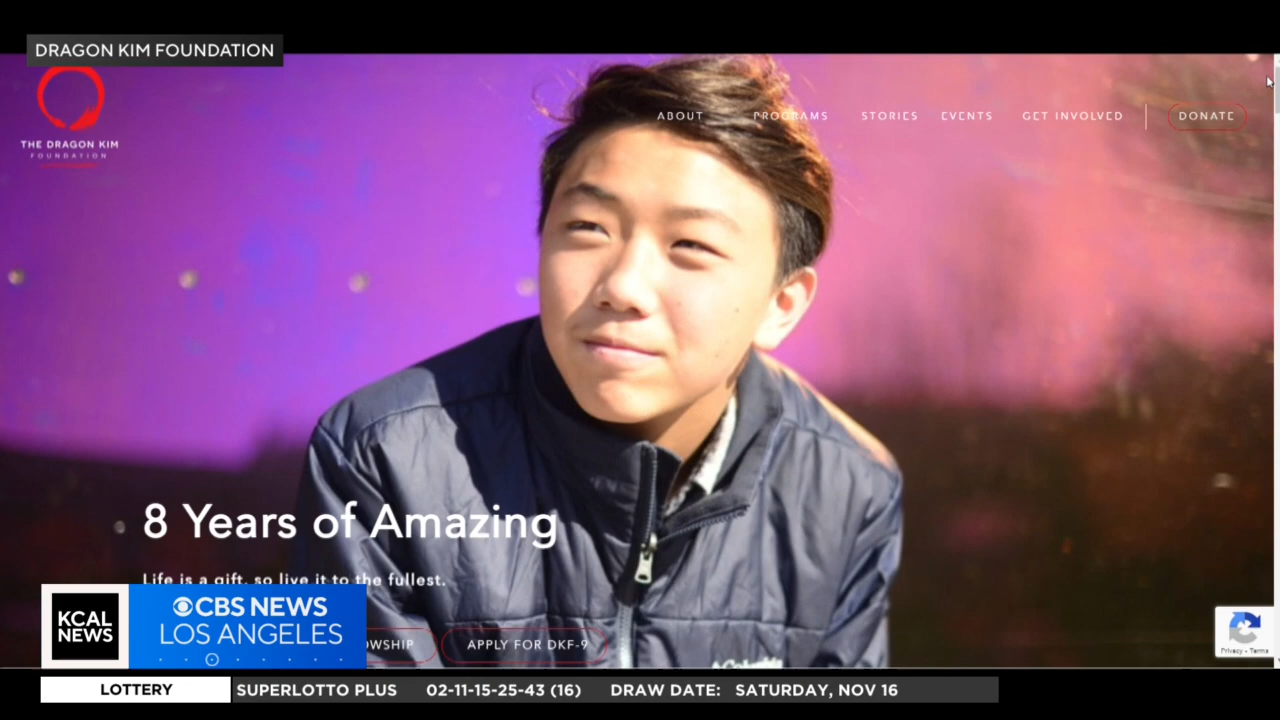 DRAGON KIM FOUNDATION
THE DRAGON KIM
FOUNDATION
ABOUT PROGRAMS STORIES EVENTS GET INVOLVED DONATE
8 Years of Amazing
Life is a gift, so live it to the fullest.
OWSHIP APPLY FOR DKF-9
KCAL
NEWS
CBS NEWS
LOS ANGELES
Privacy - Terms
LOTTERY SUPERLOTTO PLUS 02-11-15-25-43 (16) DRAW DATE: SATURDAY, NOV 16